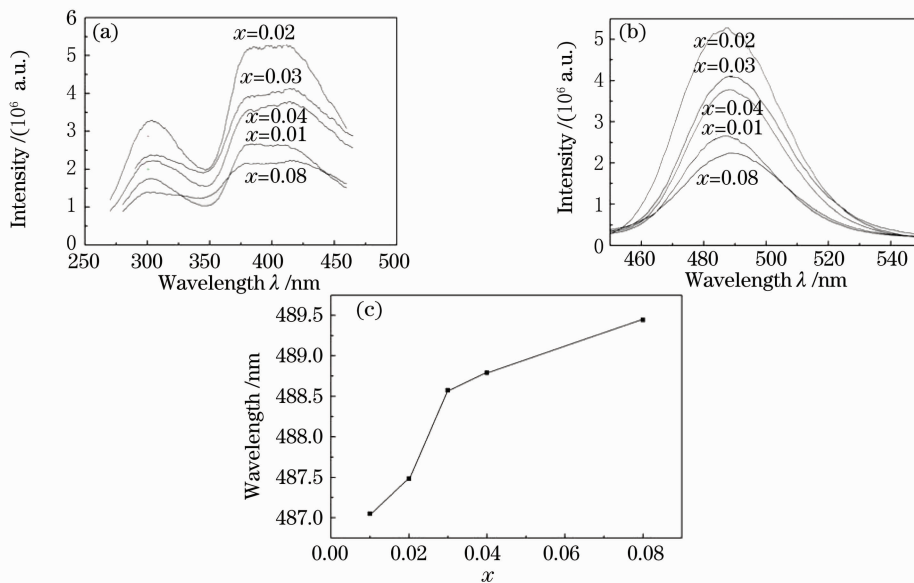 (a)
6
5
4
3
2
1
0
Intensity /(10⁶ a.u.)
x=0.02
x=0.03
x=0.04
x=0.01
x=0.08
250 300 350 400 450 500
Wavelength λ /nm
(b)
5
4
3
2
1
0
Intensity /(10⁶ a.u.)
x=0.02
x=0.03
x=0.04
x=0.01
x=0.08
460 480 500 520 540
Wavelength λ /nm
(c)
489.5
489.0
488.5
488.0
487.5
487.0
Wavelength /nm
0.00 0.02 0.04 0.06 0.08
x